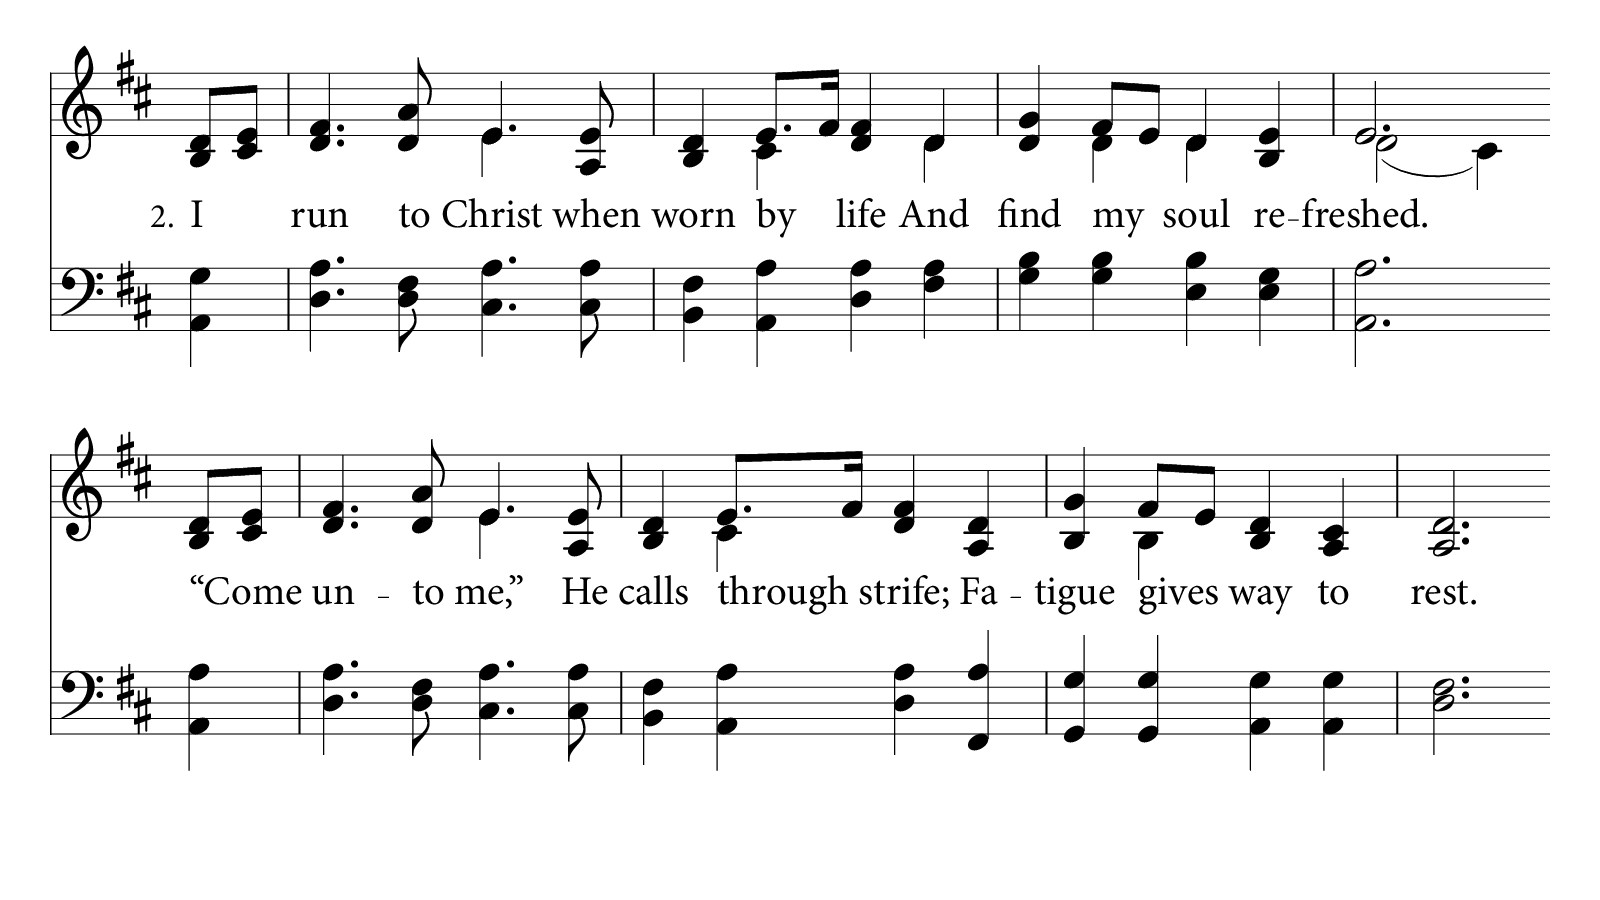 2. I run to Christ when worn by life And find my soul re-freshed.
“Come un - to me,” He calls through strife; Fa - tigue gives way to rest.